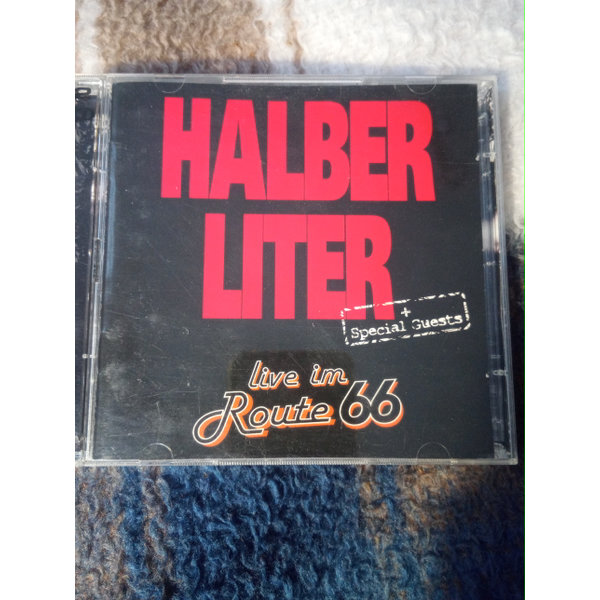 HALBER
LITER
+
Special Guests
live im
Route 66